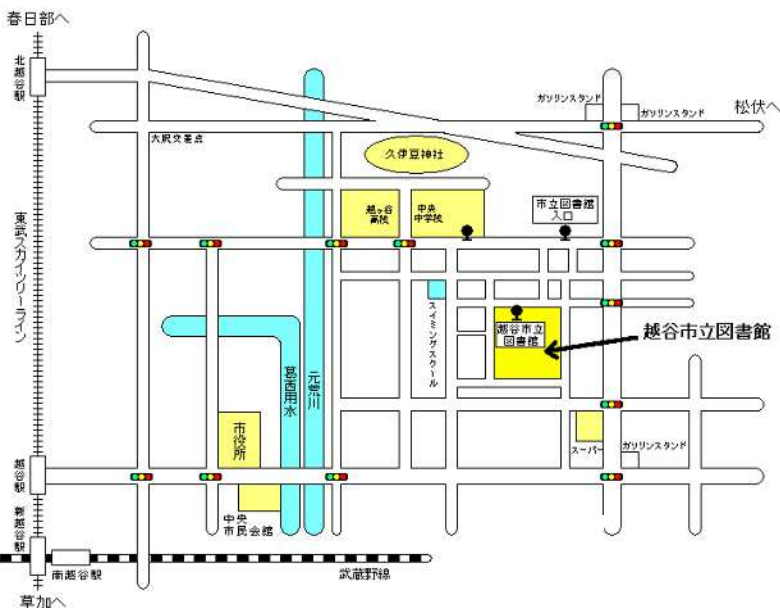 春日部へ
北越谷駅
ガソリンスタンド
ガソリンスタンド
松伏へ
大沢交差点
久伊豆神社
越ヶ谷
高校
中央
中学校
市立図書館
入口
東武スカイツリーライン
スイミングスクール
越谷市立
図書館
越谷市立図書館
葛西用水
元荒川
市役所
スーパー
ガソリンスタンド
越谷駅
中央
市民会館
新越谷駅
南越谷駅
武蔵野線
草加へ